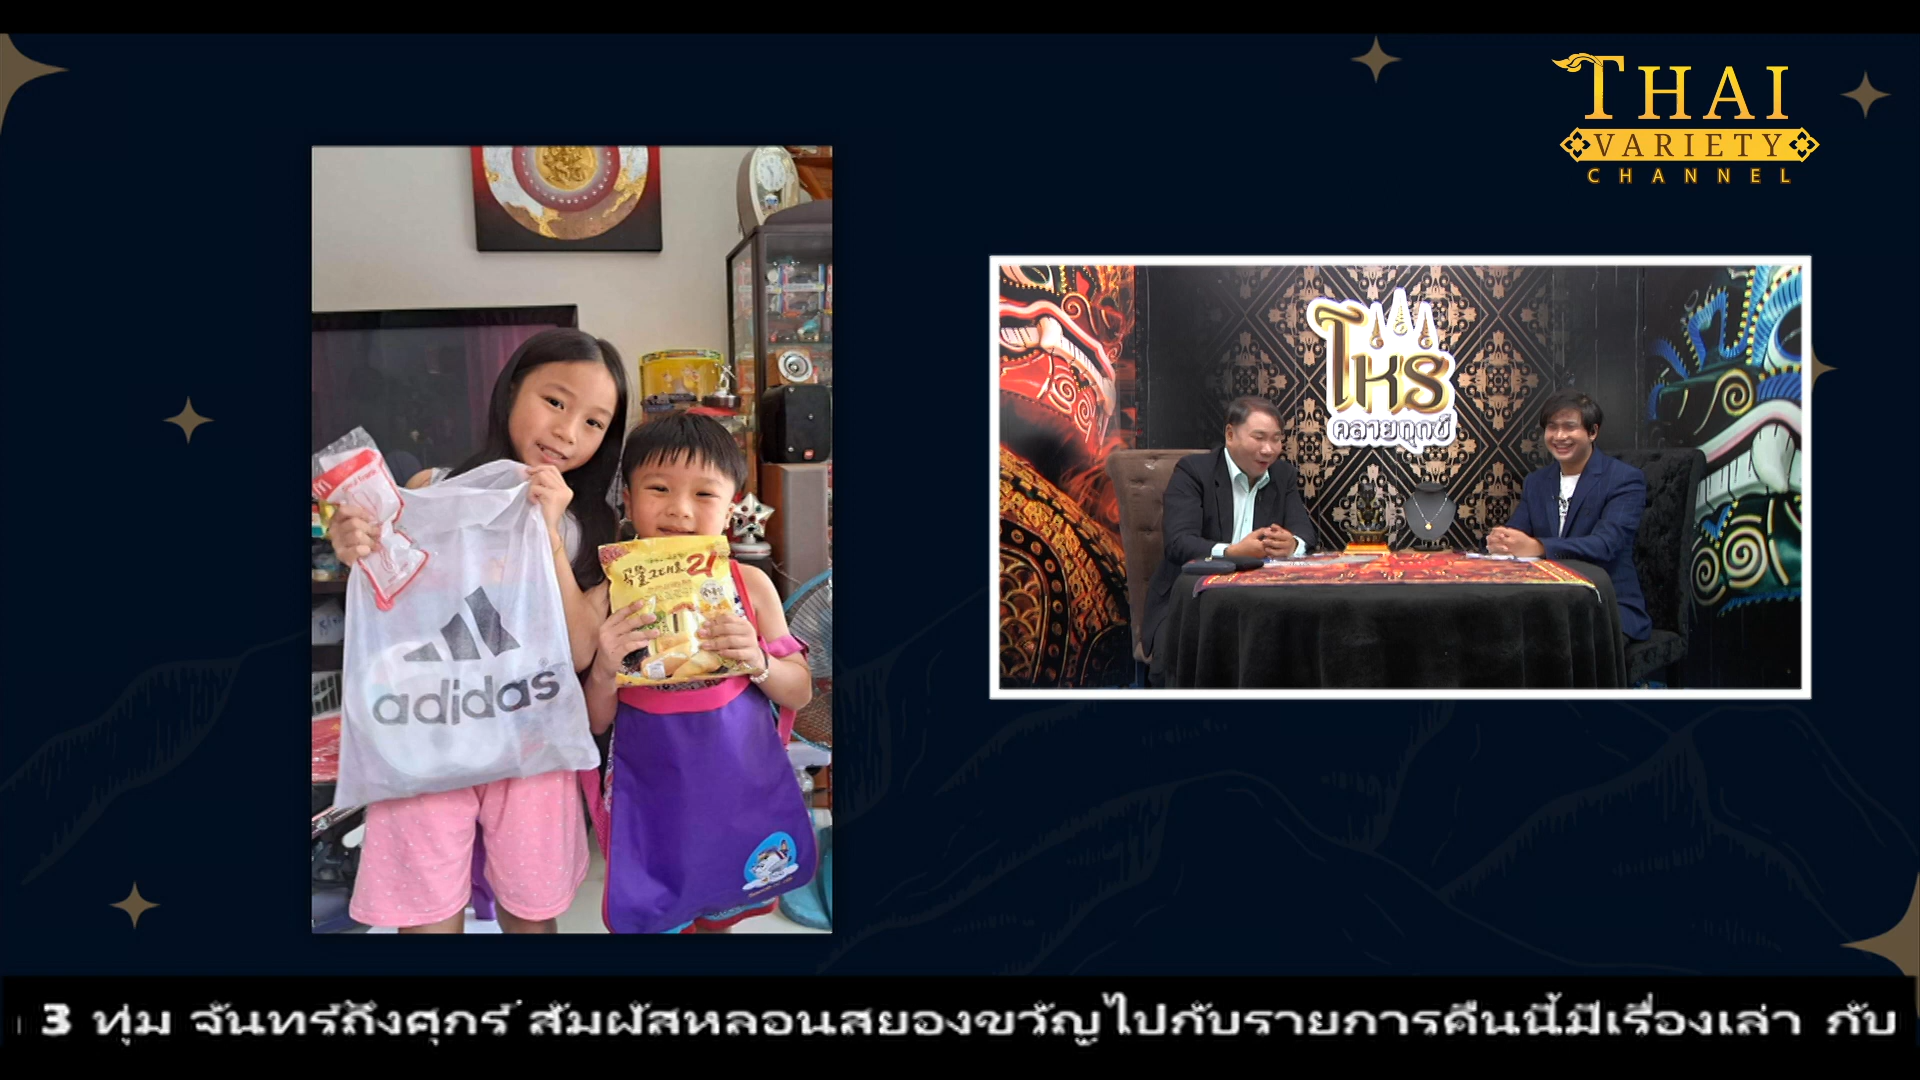 THAI
VARIETY
CHANNEL
โหร
คลายทุกข์
adidas
21
3 ทุ่ม จันทร์ถึงศุกร์ สัมผัสหลอนสยองขวัญไปกับรายการคืนนี้มีเรื่องเล่า กับ